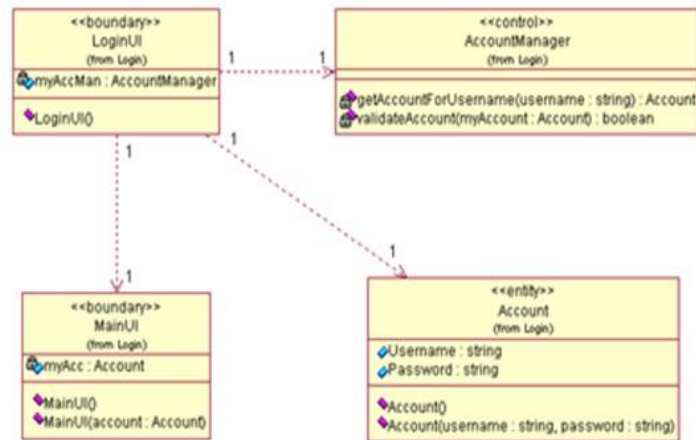 <<boundary>>
LoginUI
(from Login)
myAccMan : AccountManager
LoginUI()
1
1
<<control>>
AccountManager
(from Login)
getAccountForUsername(username : string) : Account
validateAccount(myAccount : Account) : boolean
1
1
1
1
<<boundary>>
MainUI
(from Login)
myAcc : Account
MainUI()
MainUI(account : Account)
<<entity>>
Account
(from Login)
Username : string
Password : string
Account()
Account(username : string, password : string)